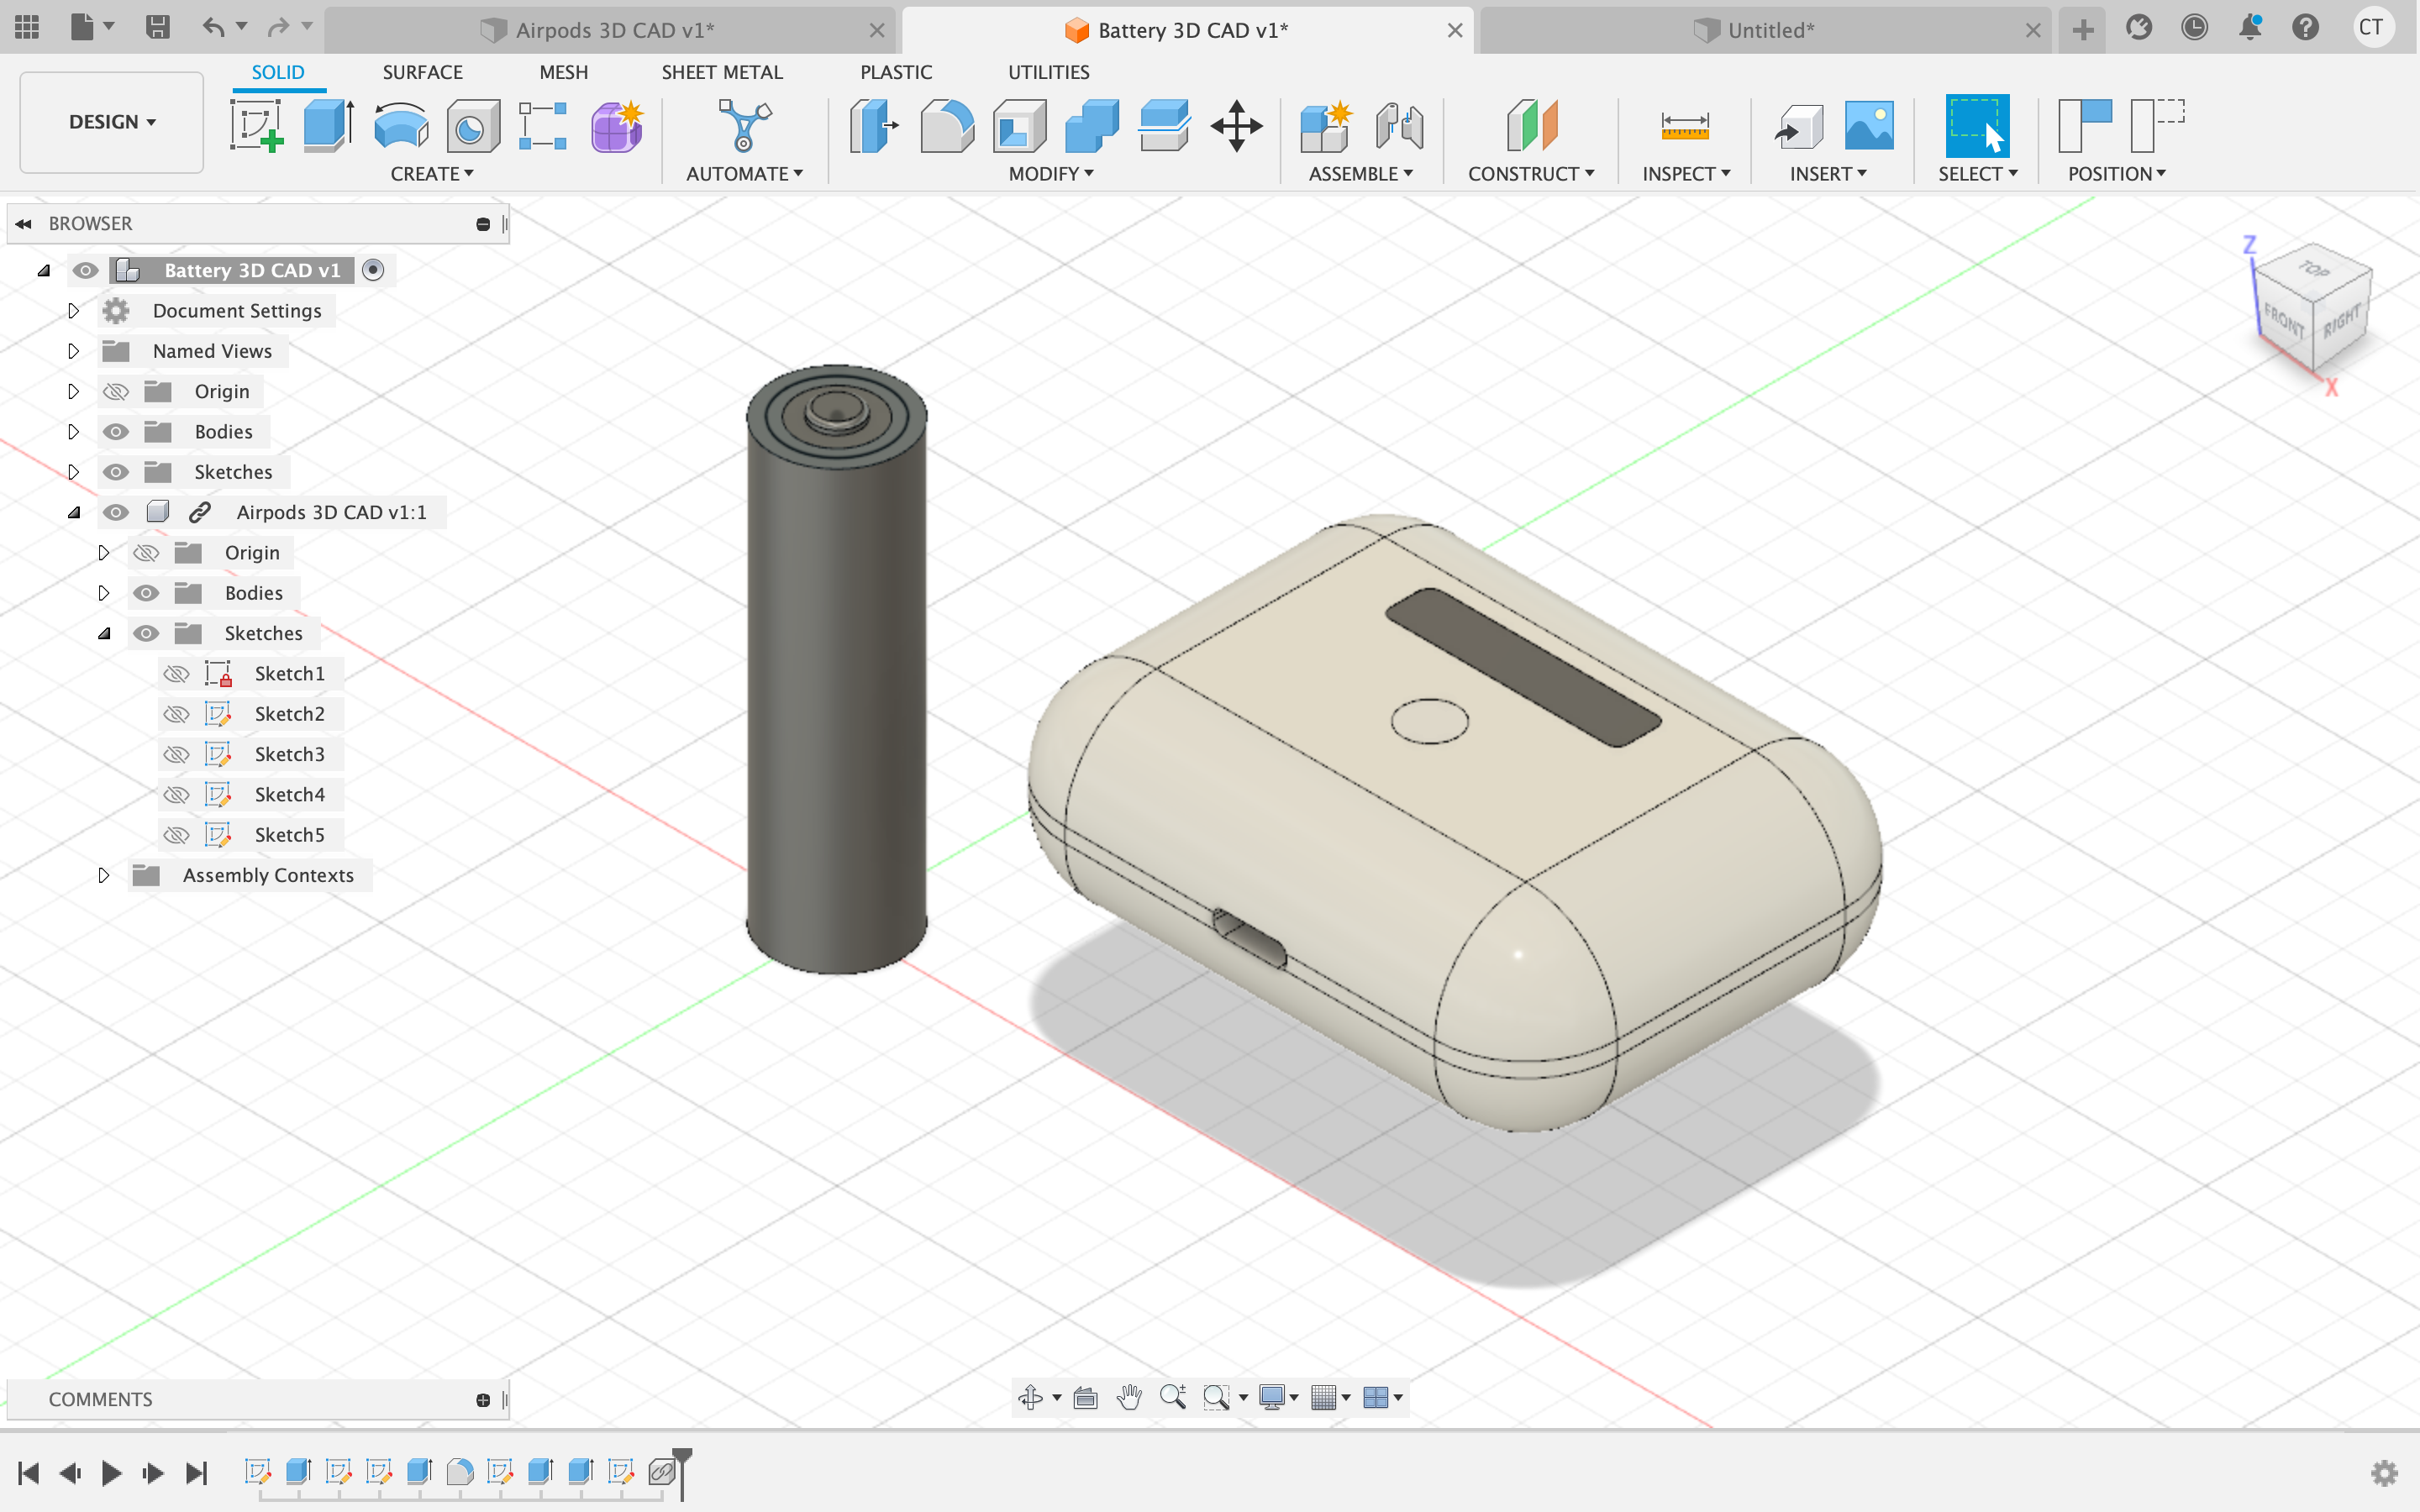 Airpods 3D CAD v1*
Battery 3D CAD v1*
Untitled*
CT
DESIGN
SOLID
SURFACE
MESH
SHEET METAL
PLASTIC
UTILITIES
CREATE
AUTOMATE
MODIFY
ASSEMBLE
CONSTRUCT
INSPECT
INSERT
SELECT
POSITION
BROWSER
Battery 3D CAD v1
Document Settings
Named Views
Origin
Bodies
Sketches
Airpods 3D CAD v1:1
Origin
Bodies
Sketches
Sketch1
Sketch2
Sketch3
Sketch4
Sketch5
Assembly Contexts
Z
TOP
FRONT
RIGHT
X
COMMENTS